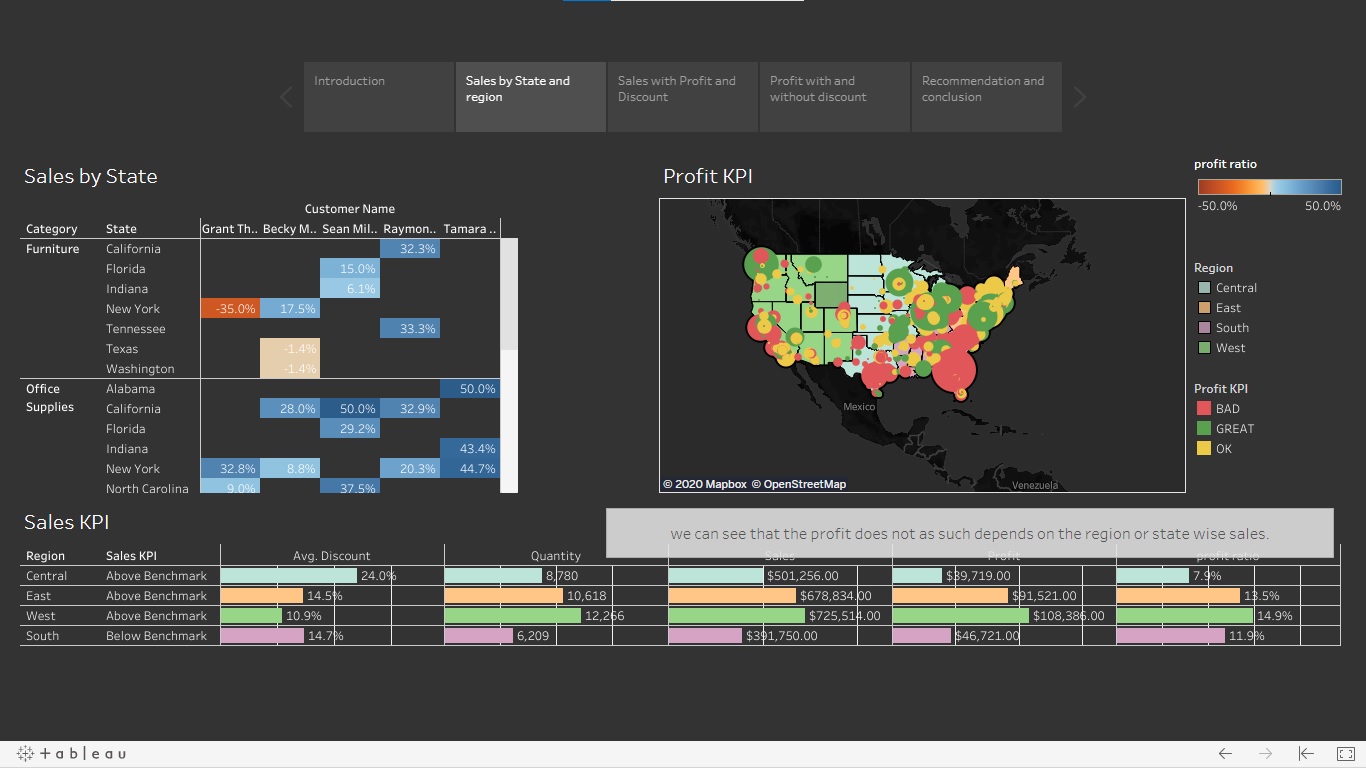 Introduction
Sales by State and
region
Sales with Profit and
Discount
Profit with and
without discount
Recommendation and
conclusion
Sales by State
Customer Name
Category State Grant Th.. Becky M.. Sean Mil.. Raymon.. Tamara ..
Furniture California 32.3%
Florida 15.0%
Indiana 6.1%
New York -35.0% 17.5%
Tennessee 33.3%
Texas -1.4%
Washington -1.4%
Office Alabama 50.0%
Supplies California 28.0% 50.0% 32.9%
Florida 29.2%
Indiana 43.4%
New York 32.8% 8.8% 20.3% 44.7%
North Carolina 9.0% 37.5%
Profit KPI
Mexico
Venezuela
© 2020 Mapbox © OpenStreetMap
profit ratio
-50.0% 50.0%
Region
Central
East
South
West
Profit KPI
BAD
GREAT
OK
Sales KPI
we can see that the profit does not as such depends on the region or state wise sales.
Region Sales KPI Avg. Discount Quantity Sales Profit profit ratio
Central Above Benchmark 24.0% 8,780 $501,256.00 $39,719.00 7.9%
East Above Benchmark 14.5% 10,618 $678,834.00 $91,521.00 13.5%
West Above Benchmark 10.9% 12,266 $725,514.00 $108,386.00 14.9%
South Below Benchmark 14.7% 6,209 $391,750.00 $46,721.00 11.9%
+ a b | e a u